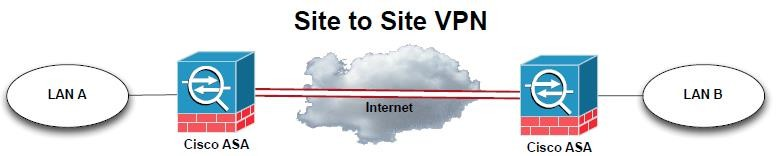 Site to Site VPN
LAN A
Cisco ASA
Internet
Cisco ASA
LAN B